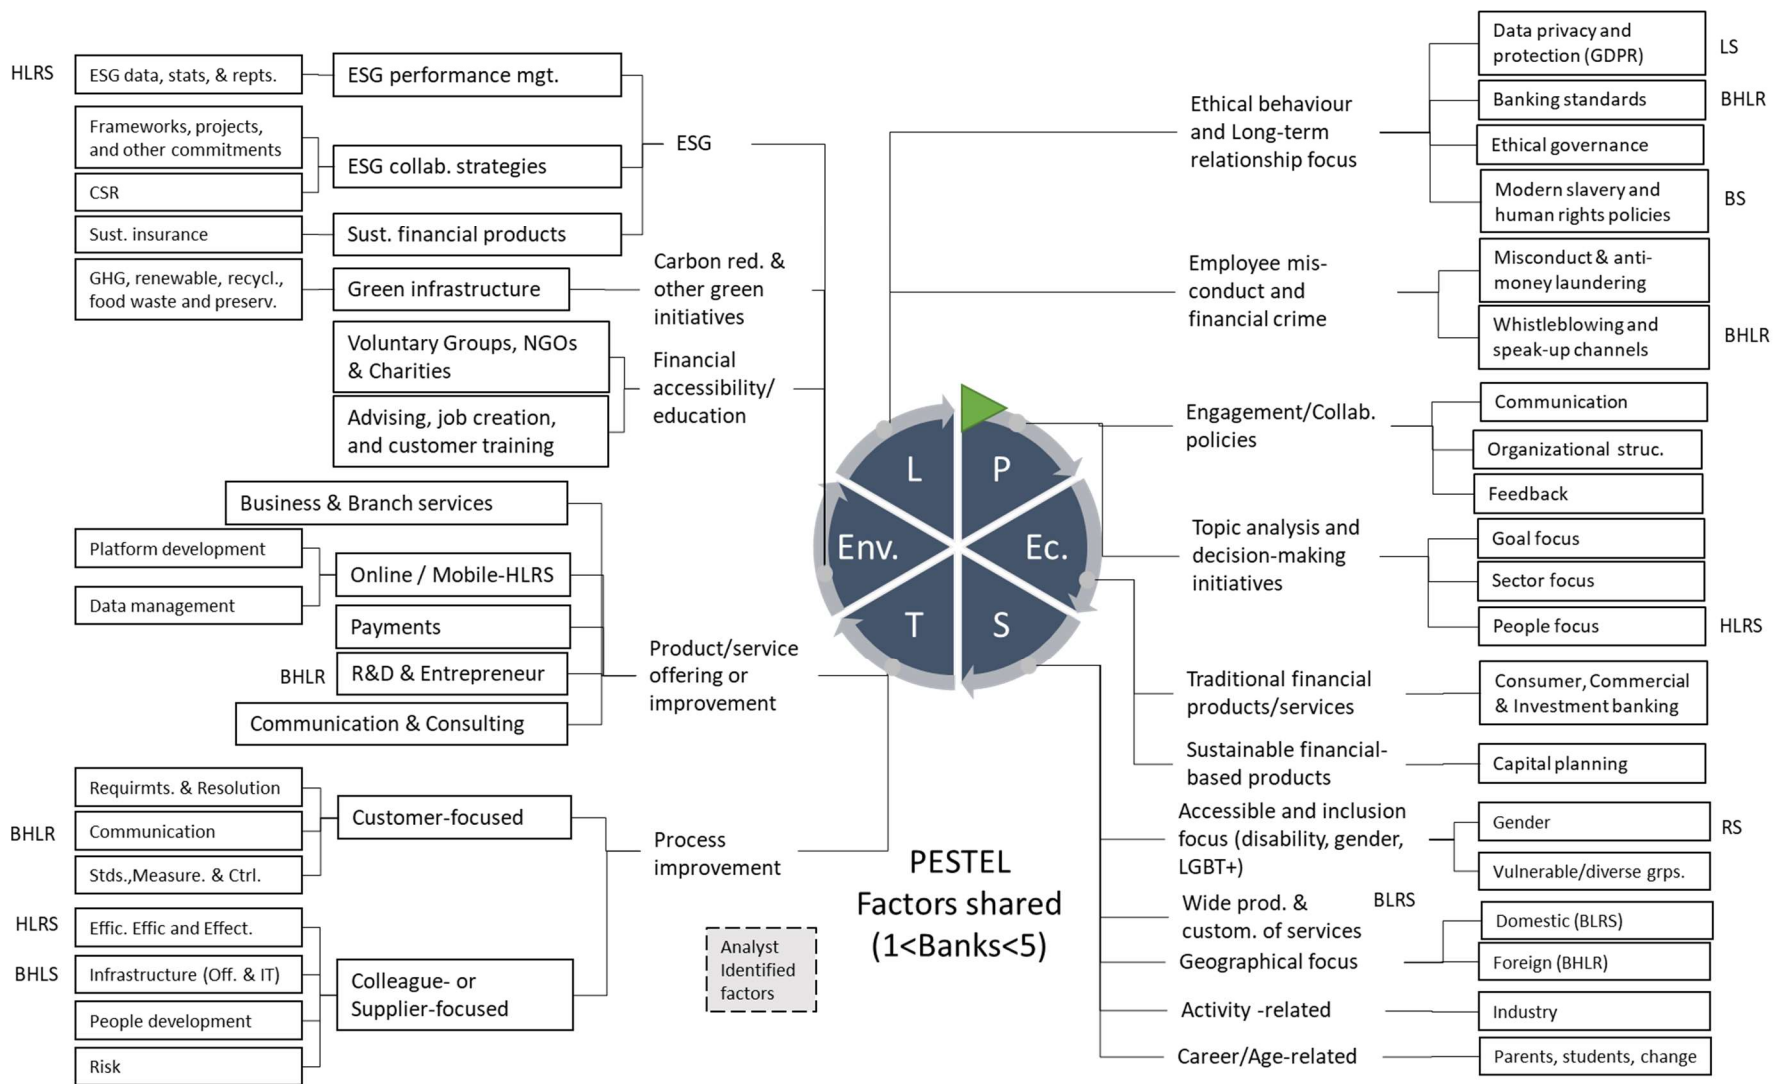 HLRS
ESG data, stats, & repts.
ESG performance mgt.
Frameworks, projects,
and other commitments
CSR
ESG collab. strategies
ESG
Sust. insurance
Sust. financial products
GHG, renewable, recycl.,
food waste and preserv.
Green infrastructure
Carbon red. &
other green
initiatives
Voluntary Groups, NGOs
& Charities
Advising, job creation,
and customer training
Financial
accessibility/
education
Business & Branch services
Platform development
Data management
Online / Mobile-HLRS
Payments
BHLR
R&D & Entrepreneur
Communication & Consulting
Product/service
offering or
improvement
Requirmts. & Resolution
BHLR
Communication
Stds.,Measure. & Ctrl.
Customer-focused
Process
improvement
HLRS
Effic. Effic and Effect.
BHLS
Infrastructure (Off. & IT)
People development
Risk
Colleague- or
Supplier-focused
Analyst
Identified
factors
L
P
Env.
Ec.
T
S
PESTEL
Factors shared
(1<Banks<5)
Ethical behaviour
and Long-term
relationship focus
Data privacy and
protection (GDPR)
LS
Banking standards
BHLR
Ethical governance
Modern slavery and
human rights policies
BS
Employee mis-
conduct and
financial crime
Misconduct & anti-
money laundering
Whistleblowing and
speak-up channels
BHLR
Engagement/Collab.
policies
Communication
Organizational struc.
Feedback
Topic analysis and
decision-making
initiatives
Goal focus
Sector focus
People focus
HLRS
Traditional financial
products/services
Consumer, Commercial
& Investment banking
Sustainable financial-
based products
Capital planning
Accessible and inclusion
focus (disability, gender,
LGBT+)
Gender
RS
Vulnerable/diverse grps.
Wide prod. &
custom. of services
BLRS
Geographical focus
Domestic (BLRS)
Foreign (BHLR)
Activity -related
Industry
Career/Age-related
Parents, students, change